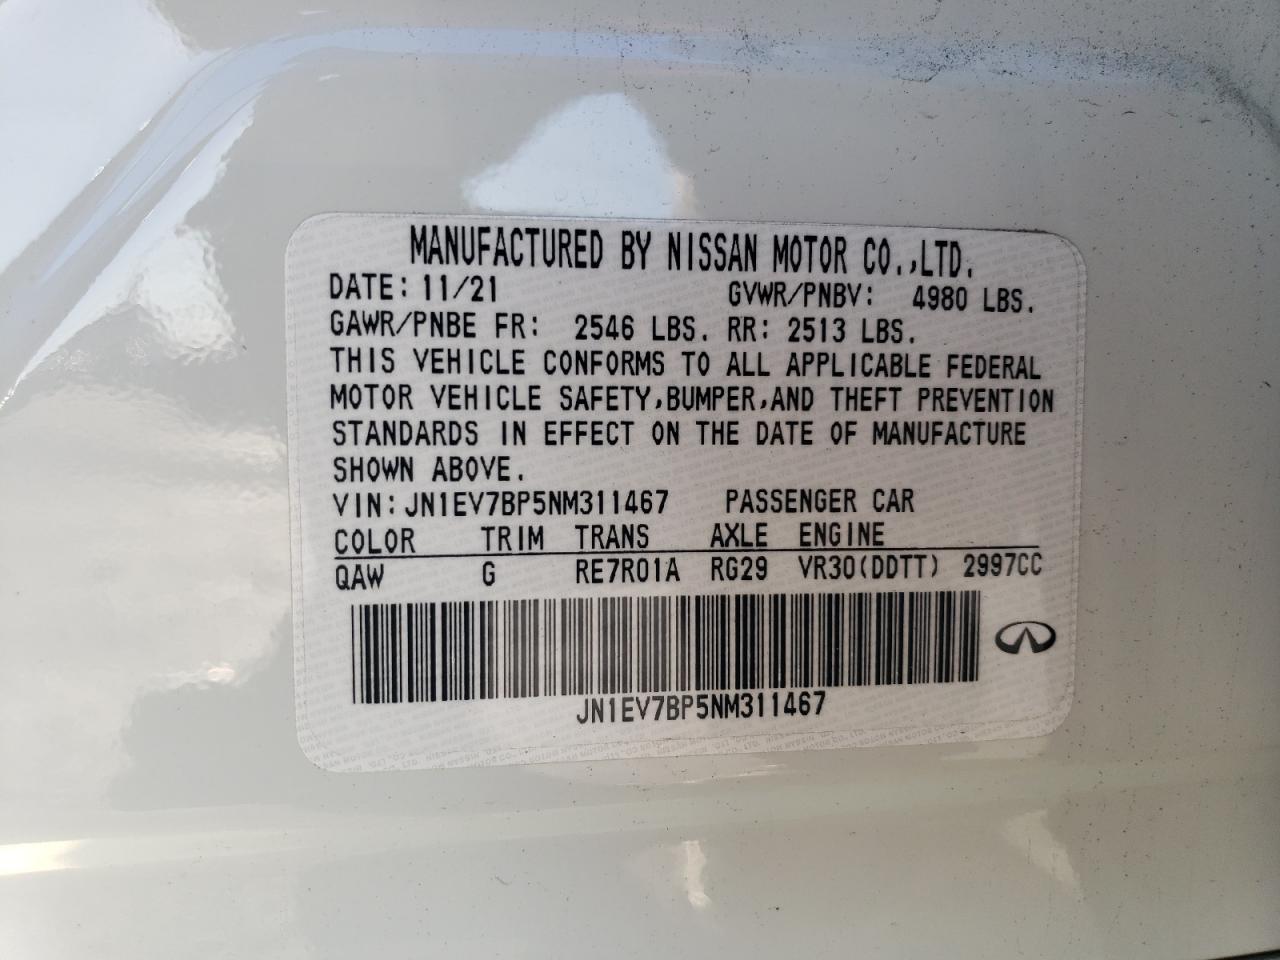 MANUFACTURED BY NISSAN MOTOR CO.,LTD.
DATE: 11/21 GVWR/PNBV: 4980 LBS.
GAWR/PNBE FR: 2546 LBS. RR: 2513 LBS.
THIS VEHICLE CONFORMS TO ALL APPLICABLE FEDERAL
MOTOR VEHICLE SAFETY,BUMPER,AND THEFT PREVENTION
STANDARDS IN EFFECT ON THE DATE OF MANUFACTURE
SHOWN ABOVE.
VIN:JN1EV7BP5NM311467 PASSENGER CAR
COLOR TRIM TRANS AXLE ENGINE
QAW G RE7R01A RG29 VR30(DDTT) 2997CC
JN1EV7BP5NM311467